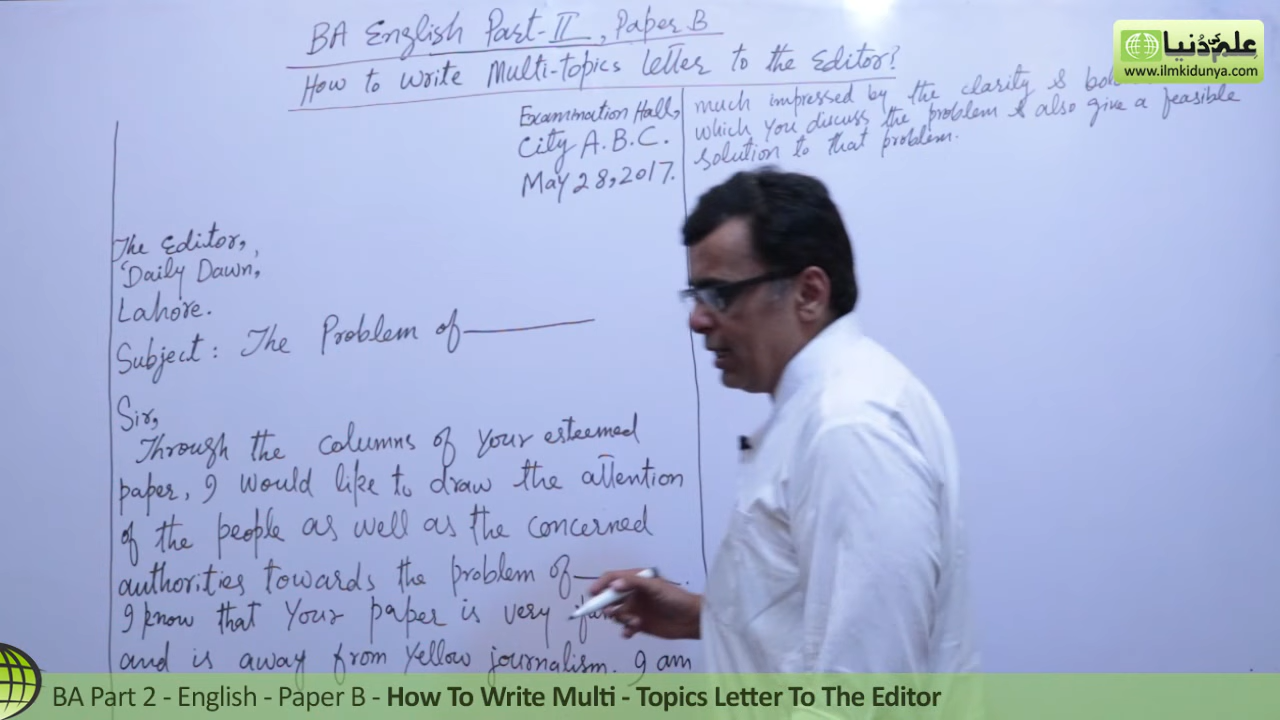 BA English Part-II, Paper B
How to write Multi-topics Letter to the Editor?
Examination Hall,
City A.B.C.
May 28, 2017.
The Editor,
Daily Dawn,
Lahore.
Subject: The Problem of
Sir,
Through the columns of your esteemed
paper, I would like to draw the attention
of the people as well as the concerned
authorities towards the problem of
I know that your paper is very
and is away from yellow journalism. I am
much impressed by the clarity &
which you discuss the problem & also give a feasible
solution to that problem.
علم کی دُنیا
www.ilmkidunya.com
BA Part 2 - English - Paper B - How To Write Multi - Topics Letter To The Editor